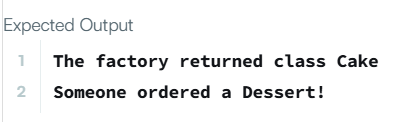 Expected Output
1 The factory returned class Cake
2 Someone ordered a Dessert!